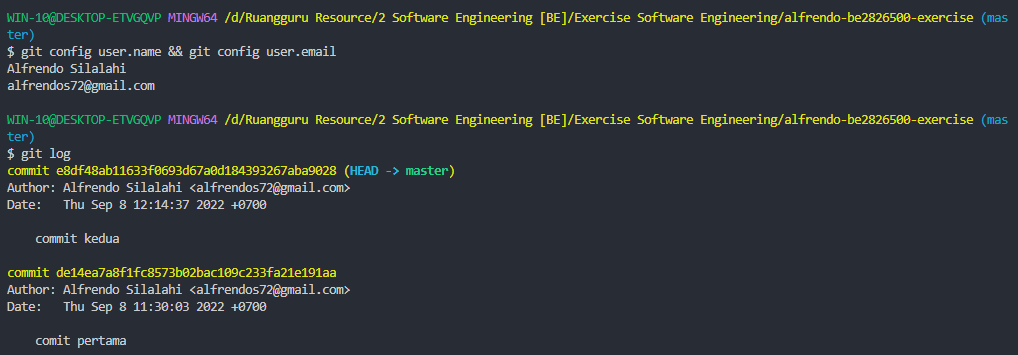 WIN-10@DESKTOP-ETVGQVP MINGW64 /d/Ruangguru Resource/2 Software Engineering [BE]/Exercise Software Engineering/alfrendo-be2826500-exercise (mas
ter)
$ git config user.name && git config user.email
Alfrendo Silalahi
alfrendos72@gmail.com
WIN-10@DESKTOP-ETVGQVP MINGW64 /d/Ruangguru Resource/2 Software Engineering [BE]/Exercise Software Engineering/alfrendo-be2826500-exercise (mas
ter)
$ git log
commit e8df48ab11633f0693d67a0d184393267aba9028 (HEAD -> master)
Author: Alfrendo Silalahi <alfrendos72@gmail.com>
Date:   Thu Sep 8 12:14:37 2022 +0700
    commit kedua
commit de14ea7a8f1fc8573b02bac109c233fa21e191aa
Author: Alfrendo Silalahi <alfrendos72@gmail.com>
Date:   Thu Sep 8 11:30:03 2022 +0700
    comit pertama